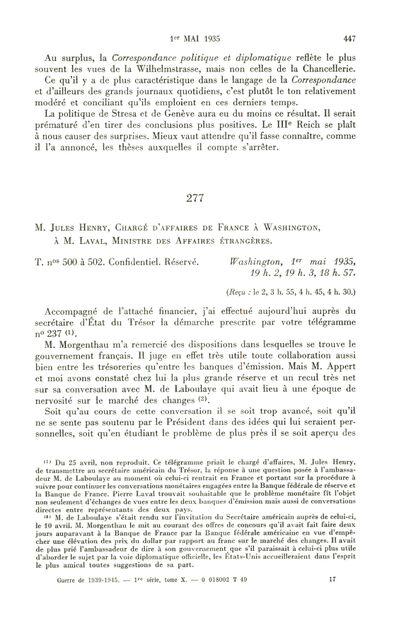 1er MAI 1935 447
Au surplus, la Correspondance politique et diplomatique reflète le plus
souvent les vues de la Wilhelmstrasse, mais non celles de la Chancellerie.
Ce qu'il y a de plus caractéristique dans le langage de la Correspondance
et d'ailleurs des grands journaux quotidiens, c'est plutôt le ton relativement
modéré et conciliant qu'ils emploient en ces derniers temps.
La politique de Stresa et de Genève aura eu du moins ce résultat. Il serait
prématuré d'en tirer des conclusions plus positives. Le IIIe Reich se plaît
à nous causer des surprises. Mieux vaut attendre qu'il fasse connaître, comme
il l'a annoncé, les thèses auxquelles il compte s'arrêter.
277
M. Jules Henry, Chargé d'affaires de France à Washington,
à M. Laval, Ministre des Affaires étrangères.
T. nos 500 à 502. Confidentiel. Réservé. Washington, 1er mai 1935,
19 h. 2, 19 h. 3, 18 h. 57.
(Reçu : le 2, 3 h. 55, 4 h. 45, 4 h. 30.)
Accompagné de l'attaché financier, j'ai effectué aujourd'hui auprès du
secrétaire d'État du Trésor la démarche prescrite par votre télégramme
no 237 (1).
M. Morgenthau m'a remercié des dispositions dans lesquelles se trouve le
gouvernement français. Il juge en effet très utile toute collaboration aussi
bien entre les trésoreries qu'entre les banques d'émission. Mais M. Appert
et moi avons constaté chez lui la plus grande réserve et un recul très net
sur sa conversation avec M. de Laboulaye qui avait lieu à une époque de
nervosité sur le marché des changes (2).
Soit qu'au cours de cette conversation il se soit trop avancé, soit qu'il
ne se sente pas soutenu par le Président dans des idées qui lui seraient per-
sonnelles, soit qu'en étudiant le problème de plus près il se soit aperçu des
(1) Du 25 avril, non reproduit. Ce télégramme priait le chargé d'affaires, M. Jules Henry,
de transmettre au secrétaire américain du Trésor, la réponse à une question posée à l'ambassa-
deur M. de Laboulaye au moment où celui-ci rentrait en France et portant sur la procédure à
suivre pour continuer les conversations monétaires engagées entre la Banque fédérale de réserve et
la Banque de France. Pierre Laval trouvait souhaitable que le problème monétaire fît l'objet
non seulement d'échanges de vues entre les deux banques d'émission mais aussi de conversations
directes entre représentants des deux pays.
(2) M. de Laboulaye s'était rendu sur l'invitation du Secrétaire américain auprès de celui-ci,
le 10 avril. M. Morgenthau le mit au courant des offres de concours qu'il avait fait faire deux
jours auparavant à la Banque de France par la Banque fédérale américaine en vue d'empê-
cher une élévation des prix du dollar par rapport au franc sur le marché des changes. Il avait
de plus prié l'ambassadeur de dire à son gouvernement que s'il paraissait à celui-ci plus utile
d'aborder le sujet par la voie diplomatique officielle, les États-Unis accueilleraient dans l'esprit
le plus amical toutes suggestions de sa part.
Guerre de 1939-1945. — 1re série, tome X. — 0 018002 T 49 17